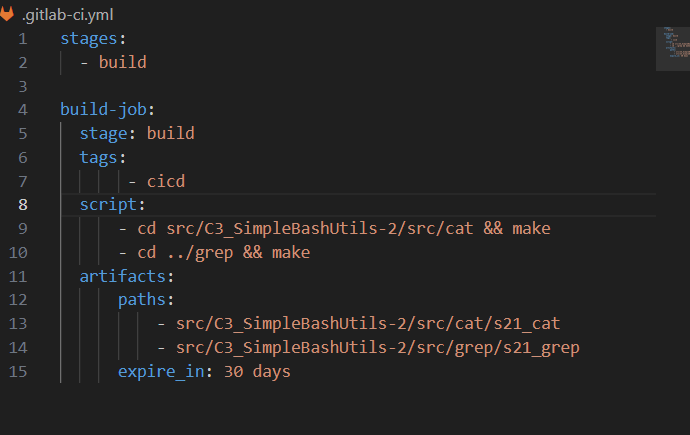 .gitlab-ci.yml
1 stages:
2   - build
3
4 build-job:
5   stage: build
6   tags:
7        - cicd
8   script:
9       - cd src/C3_SimpleBashUtils-2/src/cat && make
10       - cd ../grep && make
11   artifacts:
12       paths:
13           - src/C3_SimpleBashUtils-2/src/cat/s21_cat
14           - src/C3_SimpleBashUtils-2/src/grep/s21_grep
15       expire_in: 30 days